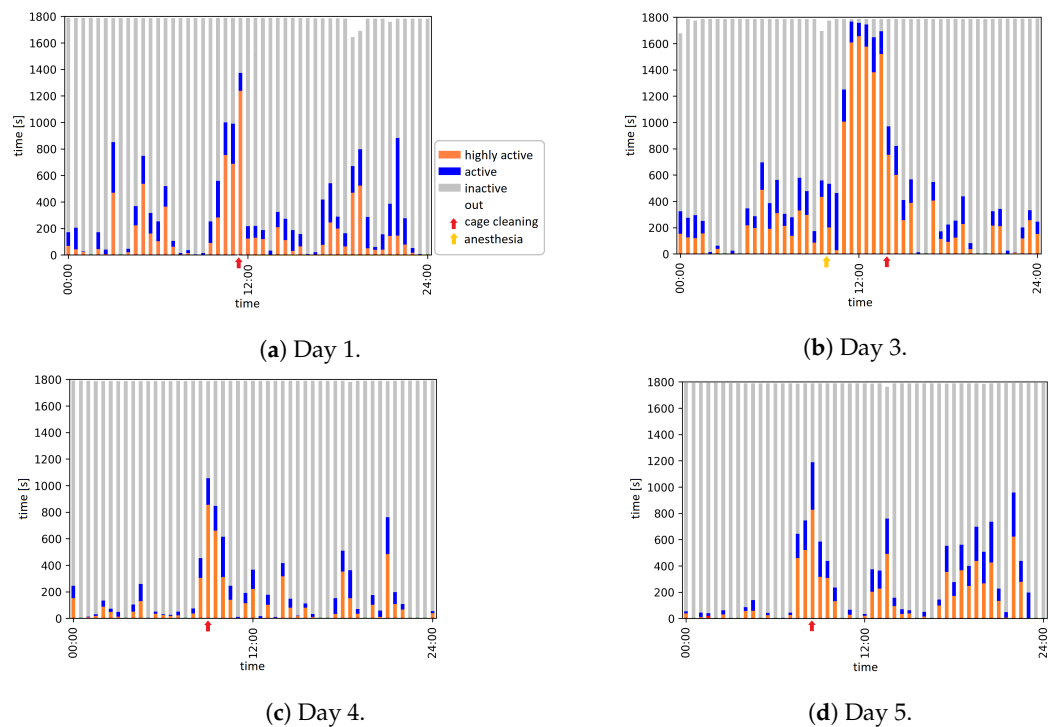 1800
1600
1400
1200
1000
800
600
400
200
0
time [s]
00:00
12:00
24:00
time
highly active
active
inactive
out
cage cleaning
anesthesia
(a) Day 1.
1800
1600
1400
1200
1000
800
600
400
200
0
time [s]
00:00
12:00
24:00
time
(b) Day 3.
1800
1600
1400
1200
1000
800
600
400
200
0
time [s]
00:00
12:00
24:00
time
(c) Day 4.
1800
1600
1400
1200
1000
800
600
400
200
0
time [s]
00:00
12:00
24:00
time
(d) Day 5.